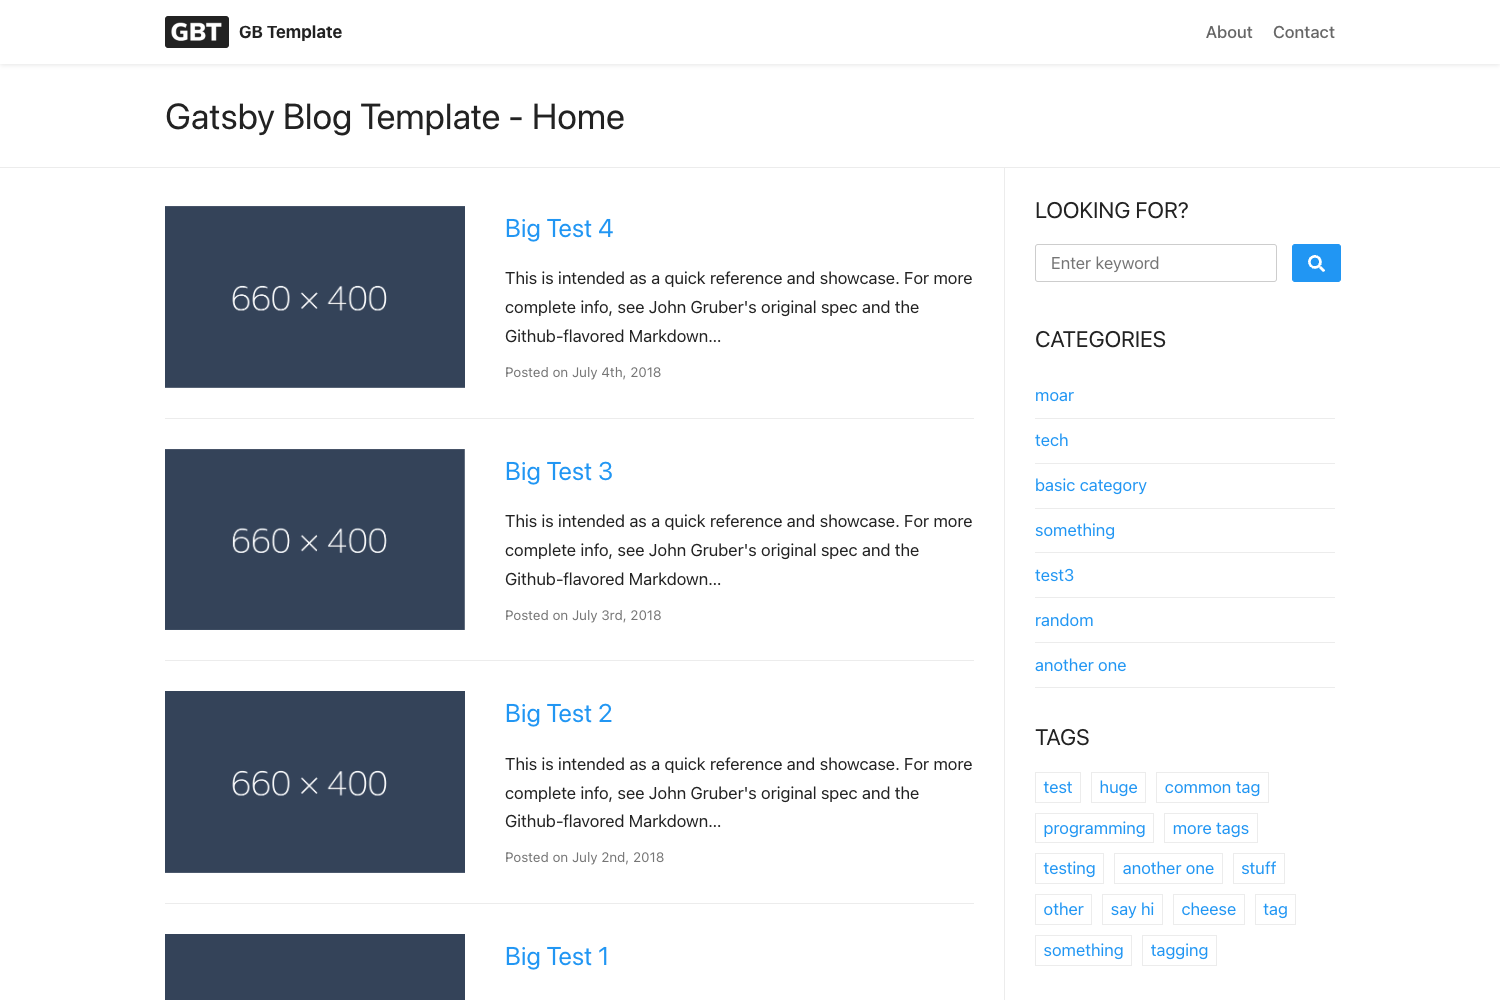 GBT GB Template
About Contact
Gatsby Blog Template - Home
660 × 400
Big Test 4
This is intended as a quick reference and showcase. For more
complete info, see John Gruber's original spec and the
Github-flavored Markdown...
Posted on July 4th, 2018
660 × 400
Big Test 3
This is intended as a quick reference and showcase. For more
complete info, see John Gruber's original spec and the
Github-flavored Markdown...
Posted on July 3rd, 2018
660 × 400
Big Test 2
This is intended as a quick reference and showcase. For more
complete info, see John Gruber's original spec and the
Github-flavored Markdown...
Posted on July 2nd, 2018
Big Test 1
LOOKING FOR?
Enter keyword
CATEGORIES
moar
tech
basic category
something
test3
random
another one
TAGS
test huge common tag
programming more tags
testing another one stuff
other say hi cheese tag
something tagging